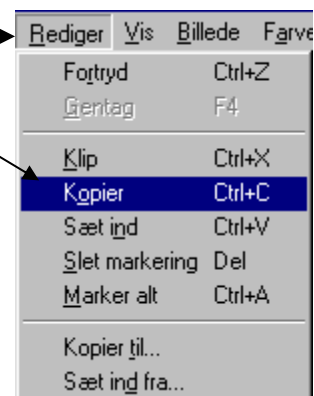 Rediger Vis Billede Farve
Fortryd Ctrl+Z
Gentag F4
Klip Ctrl+X
Kopier Ctrl+C
Sæt ind Ctrl+V
Slet markering Del
Marker alt Ctrl+A
Kopier til...
Sæt ind fra...